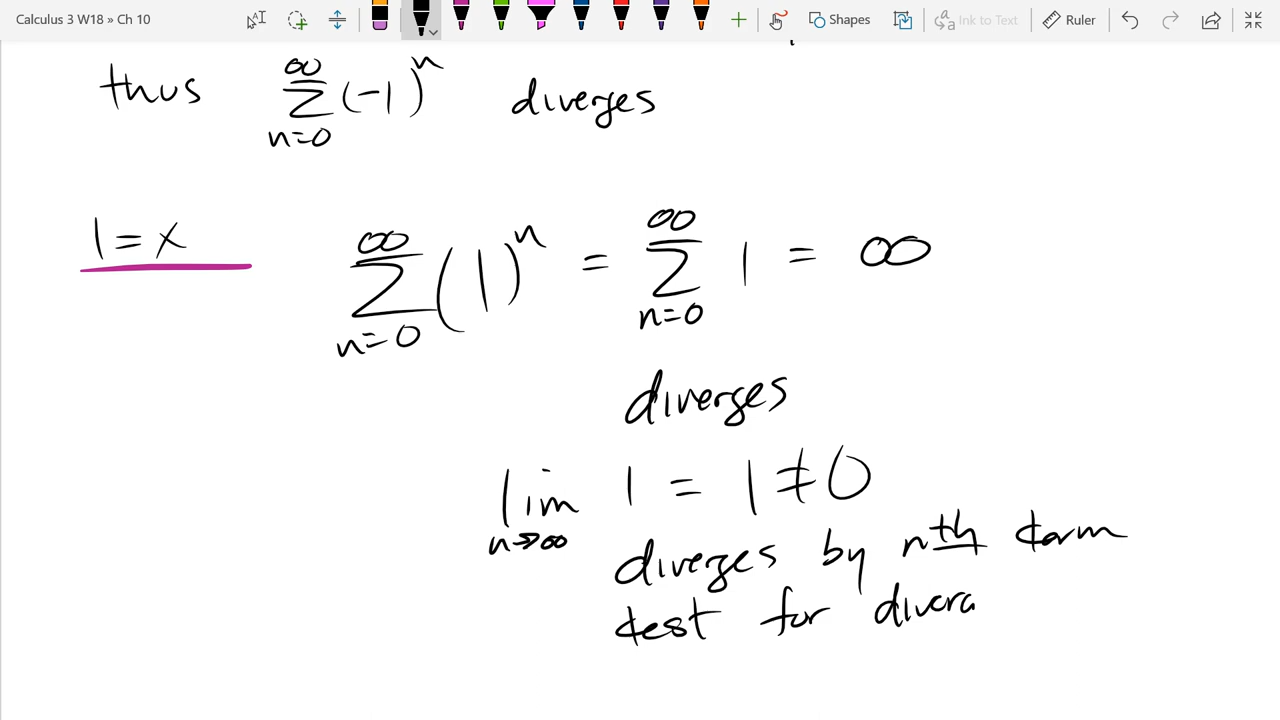 Calculus 3 W18 » Ch 10
Shapes
Ink to Text
Ruler
thus ∞∑n=0 (-1)^n diverges
1 = x
∞∑n=0 (1)^n = ∞∑n=0 1 = ∞
diverges
lim n→∞ 1 = 1 ≠ 0
diverges by nth term
test for diverg